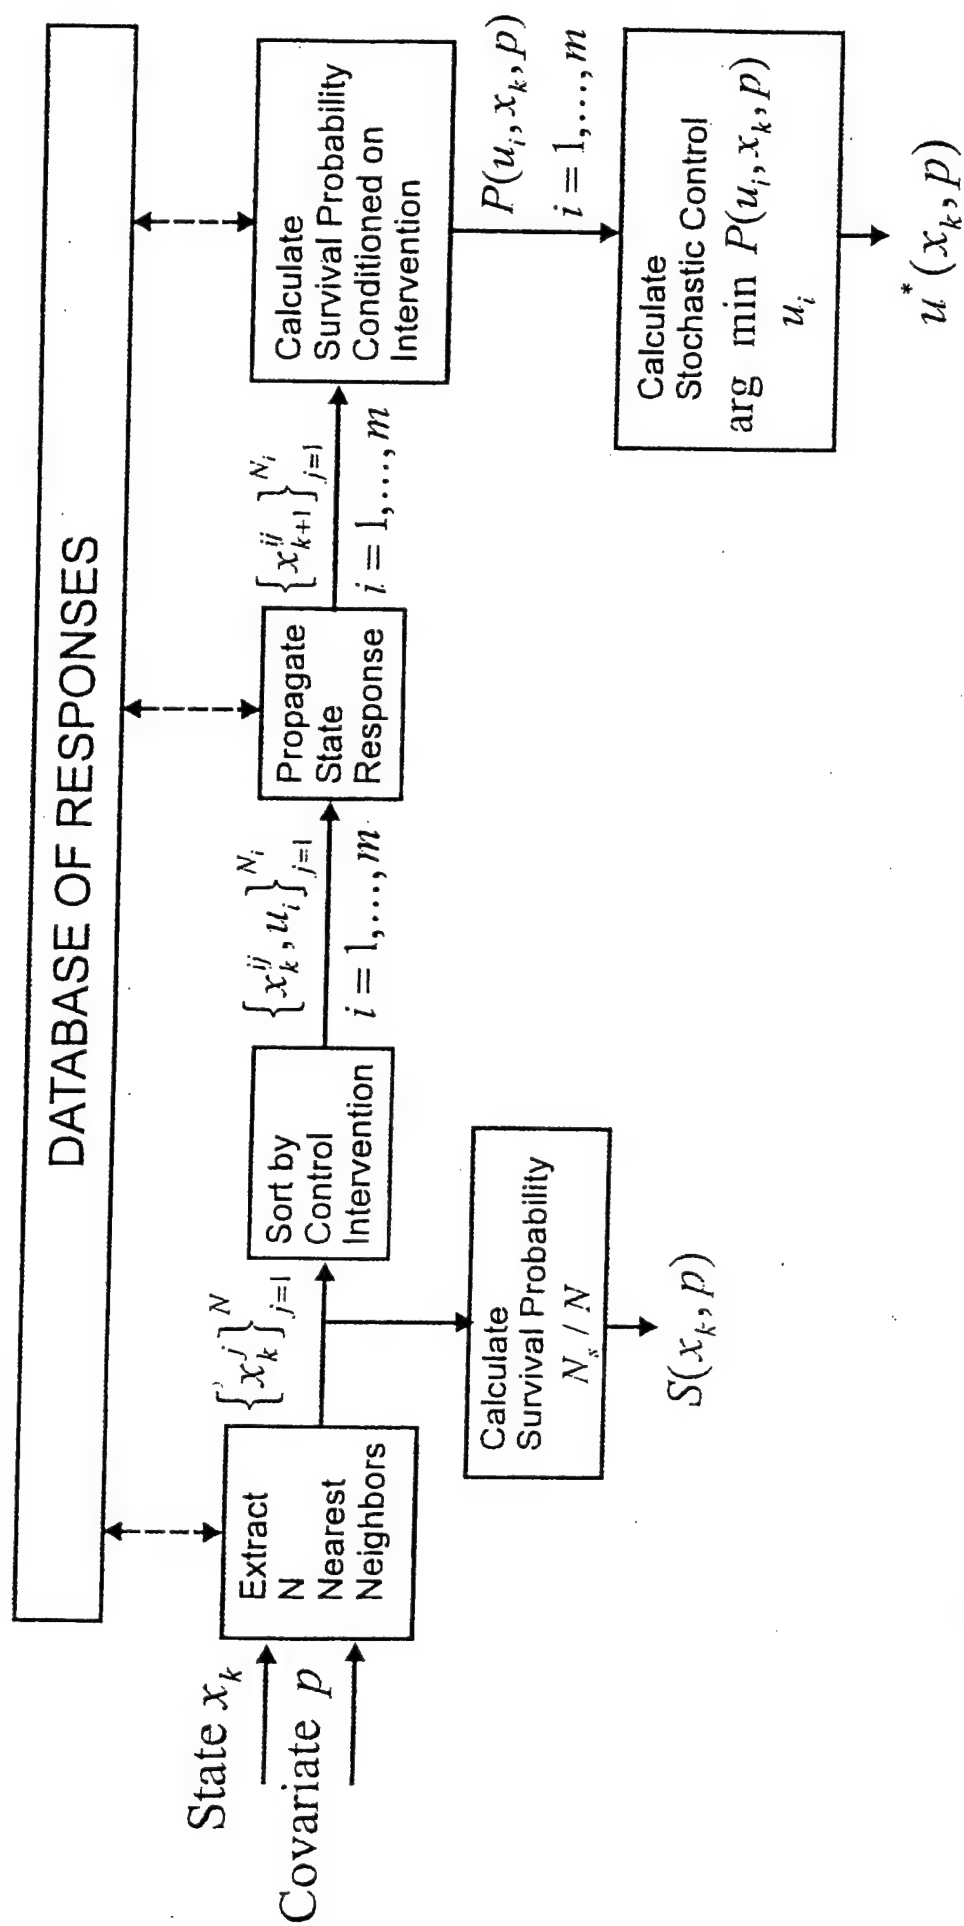 DATABASE OF RESPONSES
State x_k
Covariate p
Extract
N Nearest
Neighbors
{x_k^j}_{j=1}^N
Sort by
Control
Intervention
{x_k^{ij}, u_i}_{j=1}^{N_i}
i = 1,...,m
Propagate
State
Response
{x_{k+1}^{ij}}_{j=1}^{N_i}
i = 1,...,m
Calculate
Survival Probability
Conditioned on
Intervention
P(u_i, x_k, p)
i = 1,...,m
Calculate
Survival Probability
N_s / N
S(x_k, p)
Calculate
Stochastic Control
arg min P(u_i, x_k, p)
u_i
u^*(x_k, p)